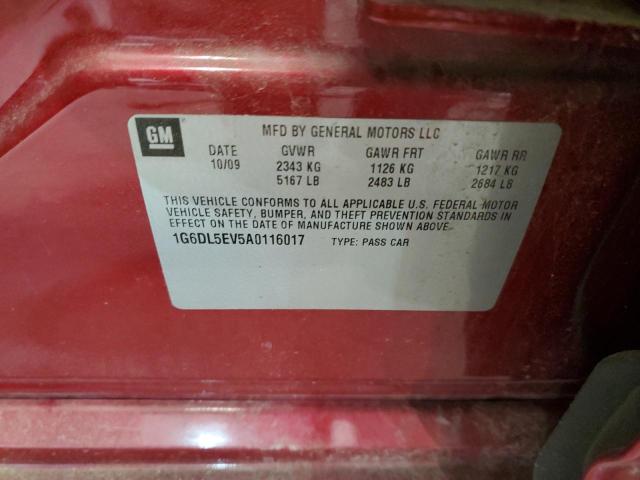 GM MFD BY GENERAL MOTORS LLC
DATE GVWR GAWR FRT GAWR RR
10/09 2343 KG 1126 KG 1217 KG
5167 LB 2483 LB 2684 LB
THIS VEHICLE CONFORMS TO ALL APPLICABLE U.S. FEDERAL MOTOR
VEHICLE SAFETY, BUMPER, AND THEFT PREVENTION STANDARDS IN
EFFECT ON THE DATE OF MANUFACTURE SHOWN ABOVE.
1G6DL5EV5A0116017 TYPE: PASS CAR